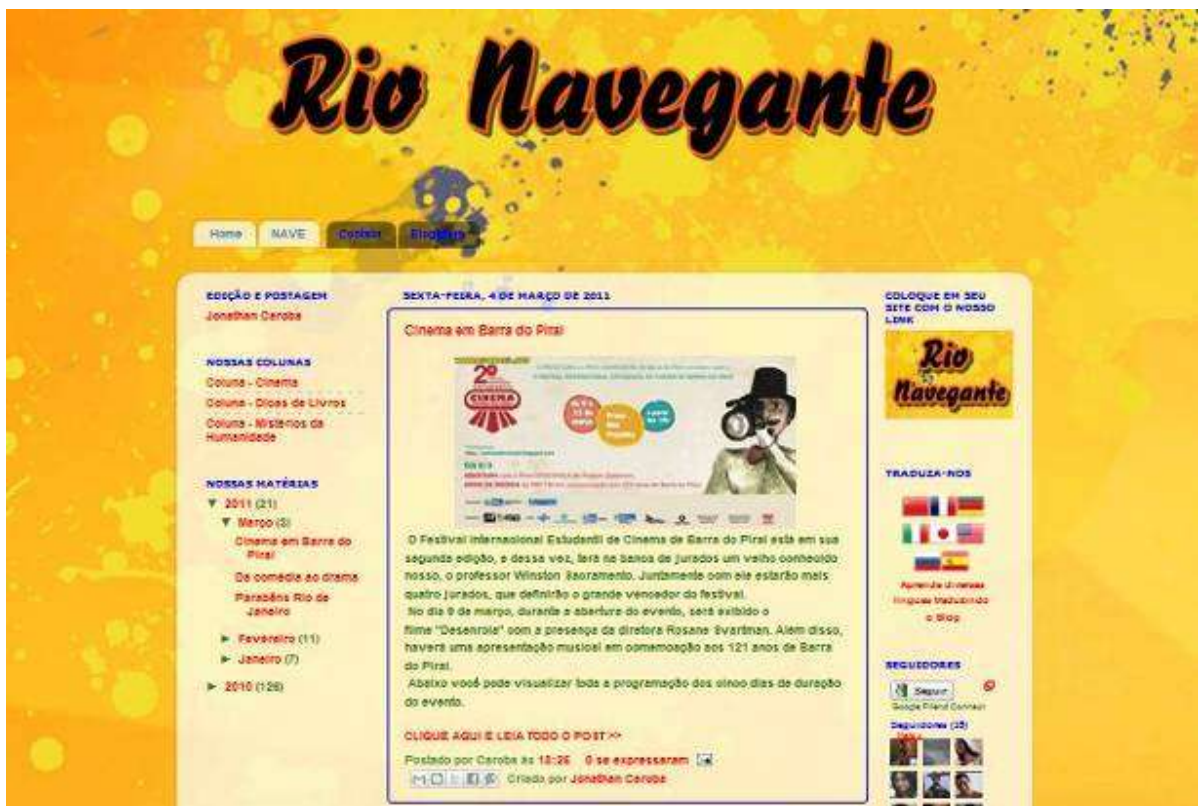 Rio Navegante
Home NAVE Contato
EDIÇÃO E POSTAGEM
Jonathan Caroba
NOSSAS COLUNAS
Coluna - Cinema
Coluna - Dicas de Livros
Coluna - Mistérios da
Humanidade
NOSSAS MATÉRIAS
▼ 2011 (21)
▼ Março (3)
Cinema em Barra do
Piraí
Da comédia ao drama
Parabéns Rio de
Janeiro
► Fevereiro (11)
► Janeiro (7)
► 2010 (126)
SEXTA-FEIRA, 4 DE MARÇO DE 2011
Cinema em Barra do Piraí
2º
CINEMA
O Festival Internacional Estudantil de Cinema de Barra do Piraí está em sua
segunda edição, e dessa vez, terá na banca de jurados um velho conhecido
nosso, o professor Winston Sacramento. Juntamente com ele estarão mais
quatro jurados, que definirão o grande vencedor do festival.
No dia 9 de março, durante a abertura do evento, será exibido o
filme "Desenrola" com a presença da diretora Rosane Svartman. Além disso,
haverá uma apresentação musical em comemoação aos 121 anos de Barra
do Piraí.
Abaixo você pode visualizar toda a programação dos cinco dias de duração
do evento.
CLIQUE AQUI E LEIA TODO O POST >>
Postado por Caroba às 13:26 0 se expressaram
Criado por Jonathan Caroba
COLOQUE EM SEU
SITE COM O NOSSO
LINK
Rio
Navegante
TRADUZA-NOS
Aprenda diversas
línguas traduzindo
o Blog
SEGUIDORES
Seguir
Google Friend Connect
Seguidores (35)